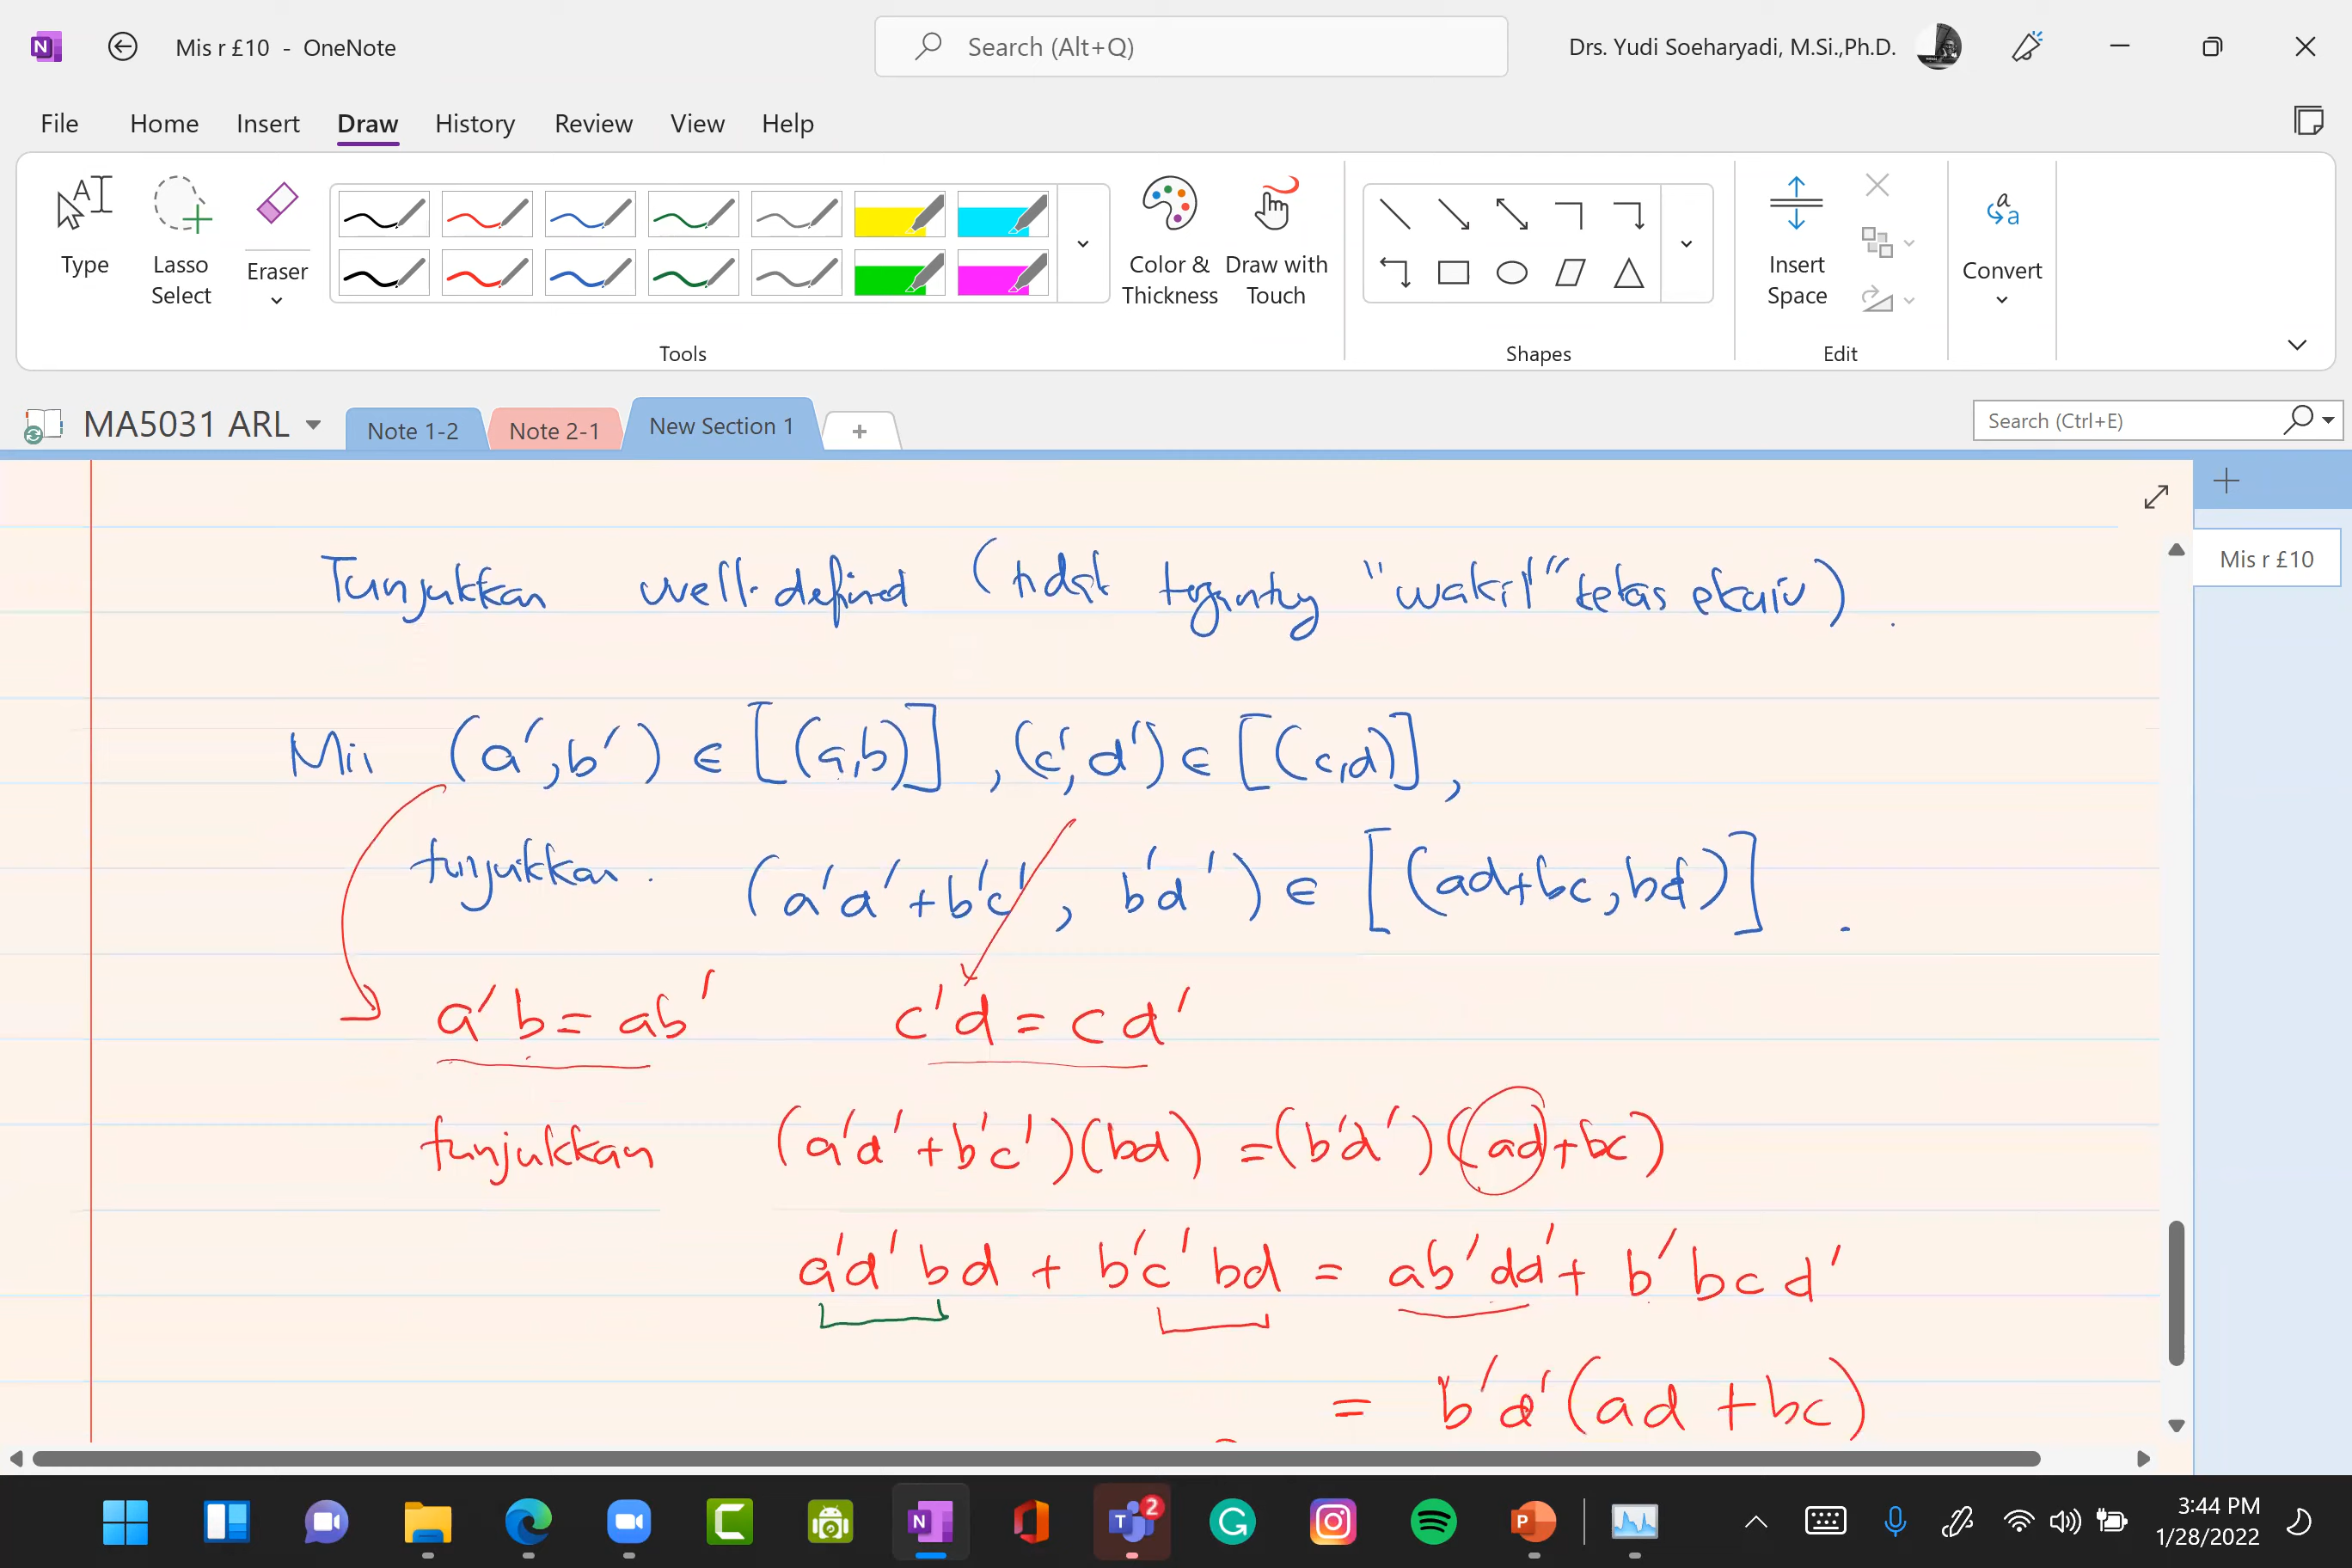 Mis r £10 - OneNote
Search (Alt+Q)
Drs. Yudi Soeharyadi, M.Si.,Ph.D.
File Home Insert Draw History Review View Help
Type
Lasso Select
Eraser
Color & Thickness
Draw with Touch
Insert Space
Convert
Tools
Shapes
Edit
MA5031 ARL
Note 1-2
Note 2-1
New Section 1
Search (Ctrl+E)
Mis r £10
Tunjukkan well-defined (tidak tergantung "wakil" kelas ekuiv).
Mis (a',b') ∈ [(a,b)], (c',d') ∈ [(c,d)],
tunjukkan. (a'd'+b'c', b'd') ∈ [(ad+bc,bd)].
a'b = ab' c'd = cd'
tunjukkan (a'd'+b'c')(bd) = (b'd')(ad+bc)
a'd'bd + b'c'bd = ab'dd' + b'bcd'
= b'd'(ad+bc)
2
3:44 PM
1/28/2022